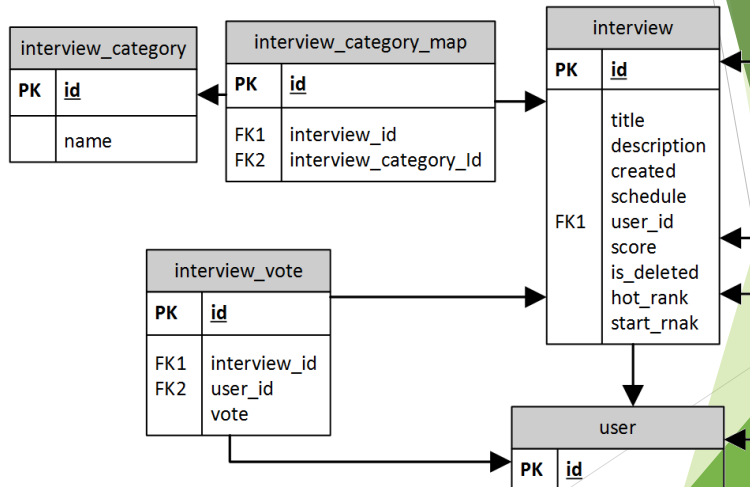 interview_category
PK id
name
interview_category_map
PK id
FK1 interview_id
FK2 interview_category_Id
interview
PK id
title
description
created
schedule
FK1 user_id
score
is_deleted
hot_rank
start_rnak
interview_vote
PK id
FK1 interview_id
FK2 user_id
vote
user
PK id